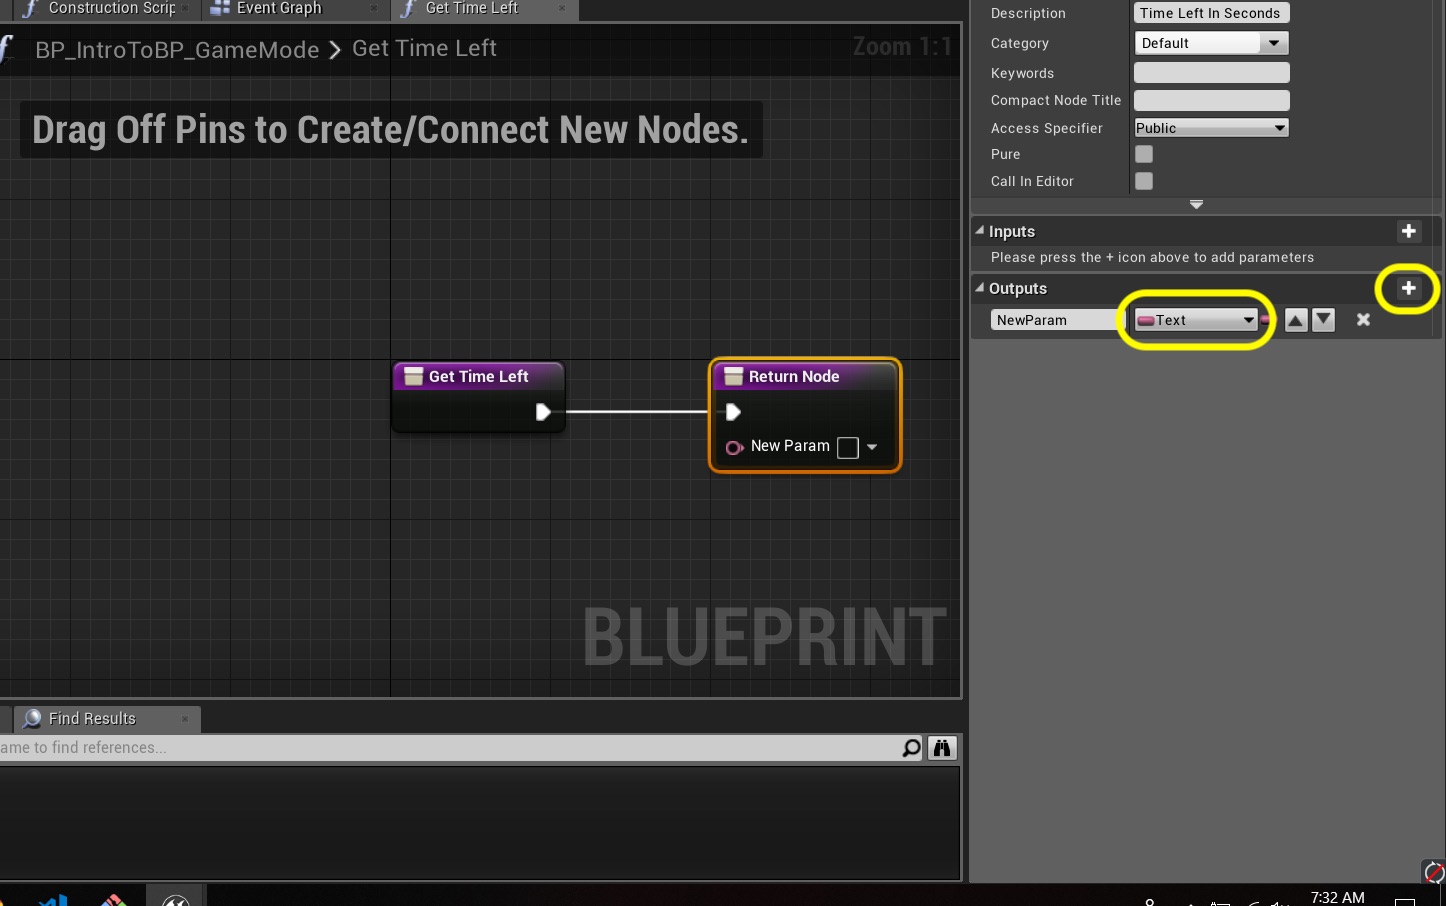 Construction Scrip
Event Graph
Get Time Left
BP_IntroToBP_GameMode > Get Time Left
Zoom 1:1
Drag Off Pins to Create/Connect New Nodes.
Get Time Left
Return Node
New Param
BLUEPRINT
Find Results
ame to find references...
Description
Time Left In Seconds
Category
Default
Keywords
Compact Node Title
Access Specifier
Public
Pure
Call In Editor
Inputs
Please press the + icon above to add parameters
Outputs
NewParam
Text
7:32 AM